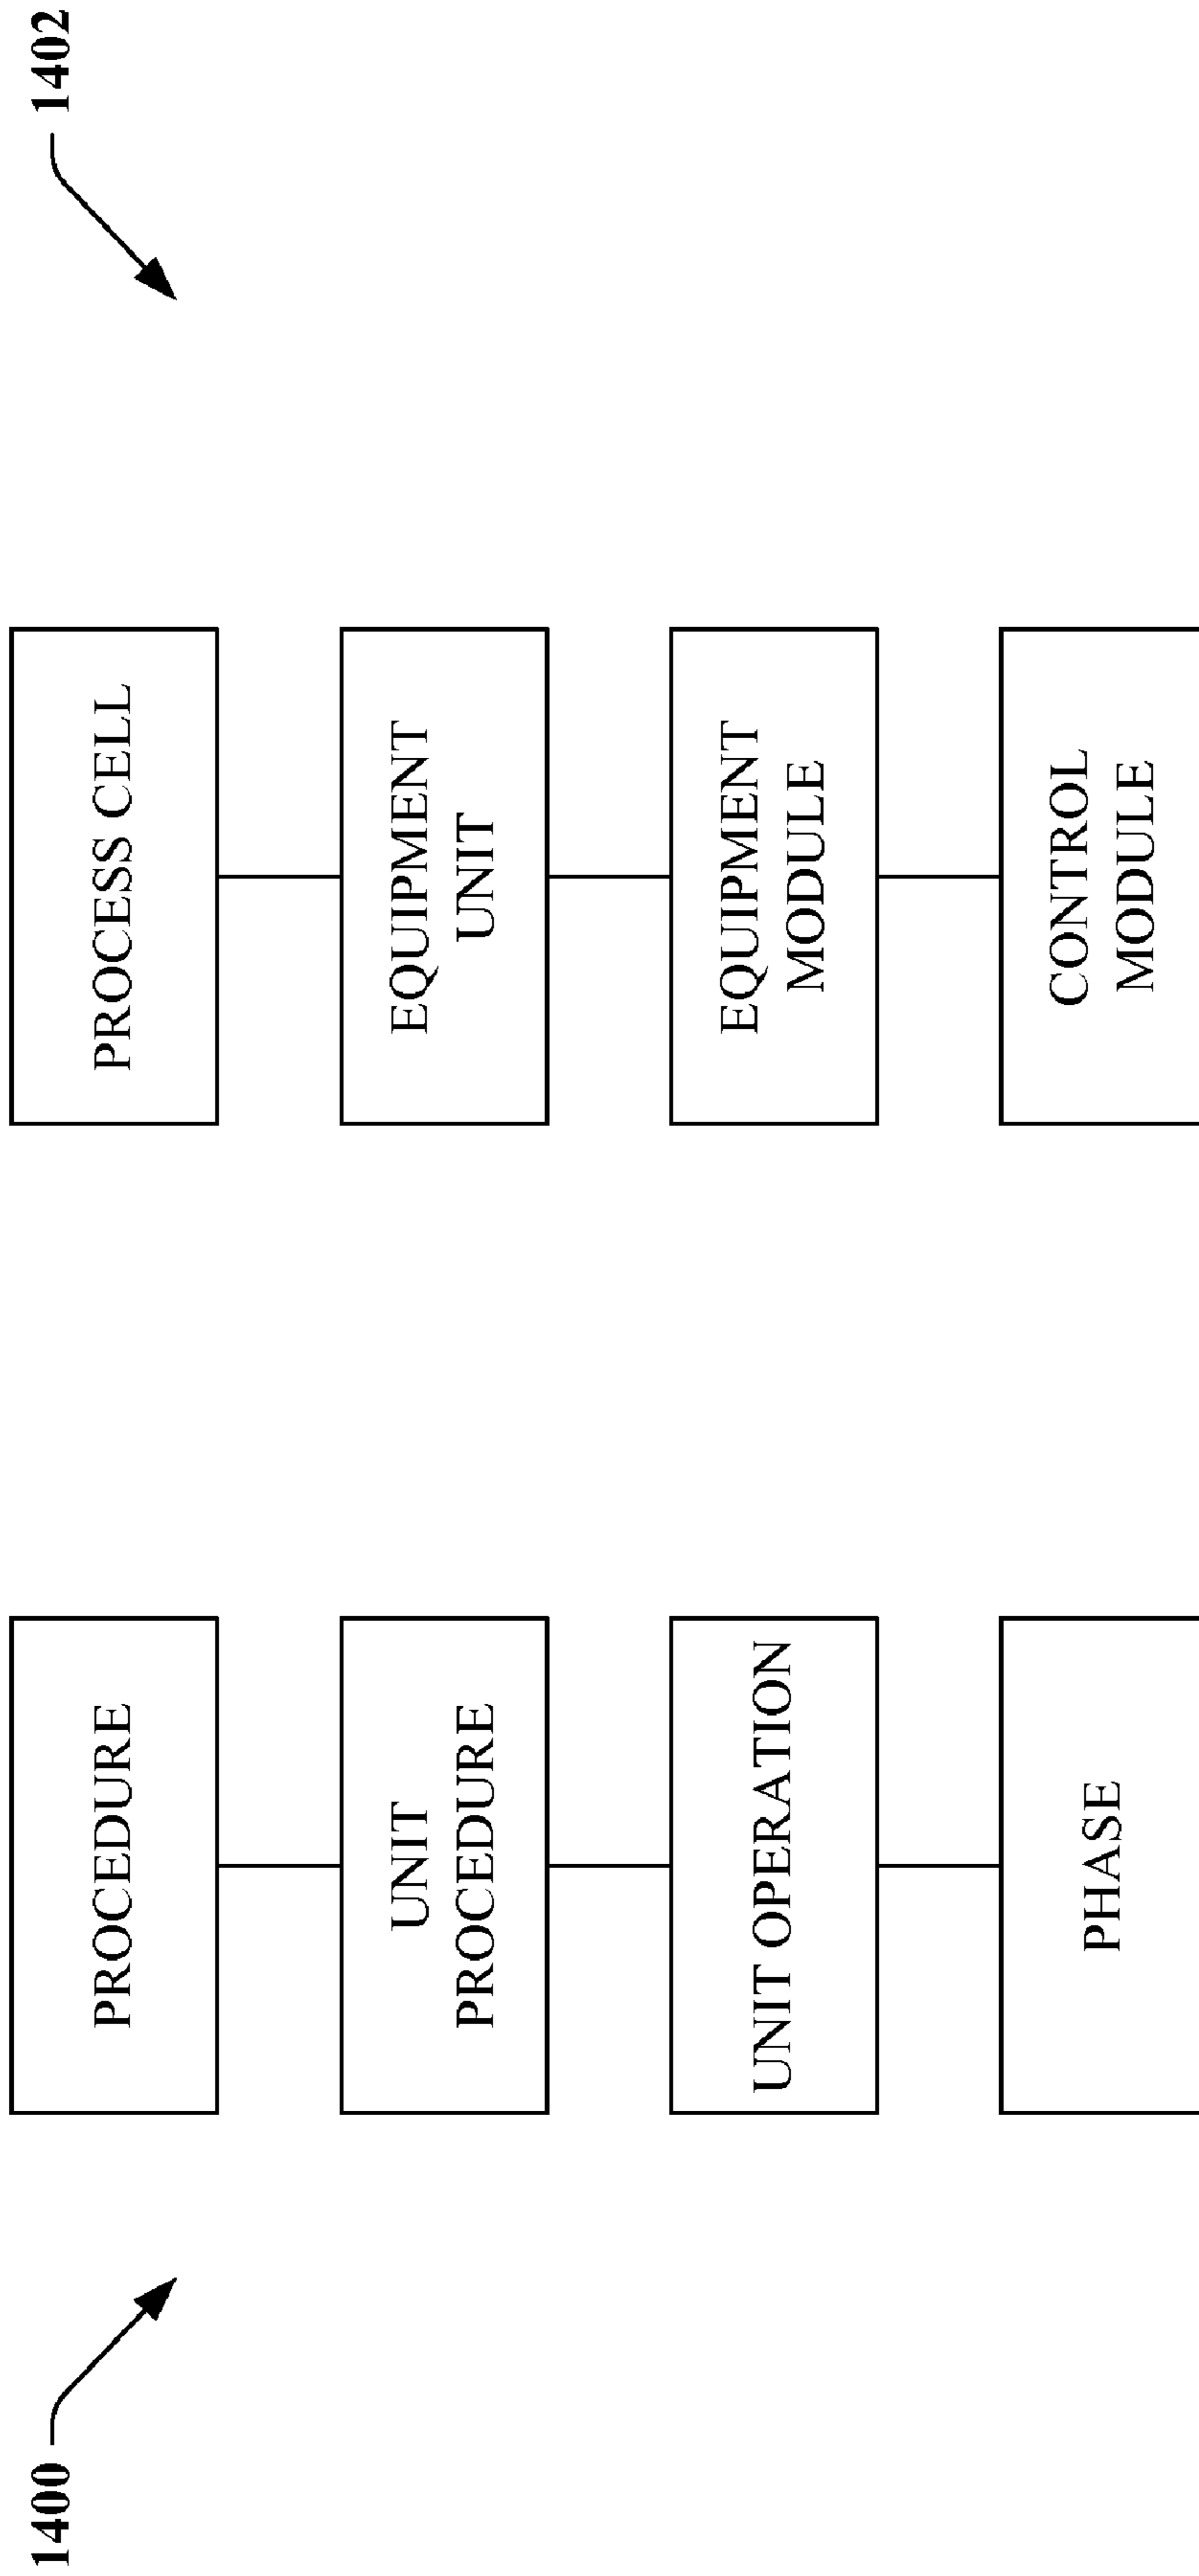 1400
1402
PROCEDURE
UNIT
PROCEDURE
UNIT OPERATION
PHASE
PROCESS CELL
EQUIPMENT
UNIT
EQUIPMENT
MODULE
CONTROL
MODULE